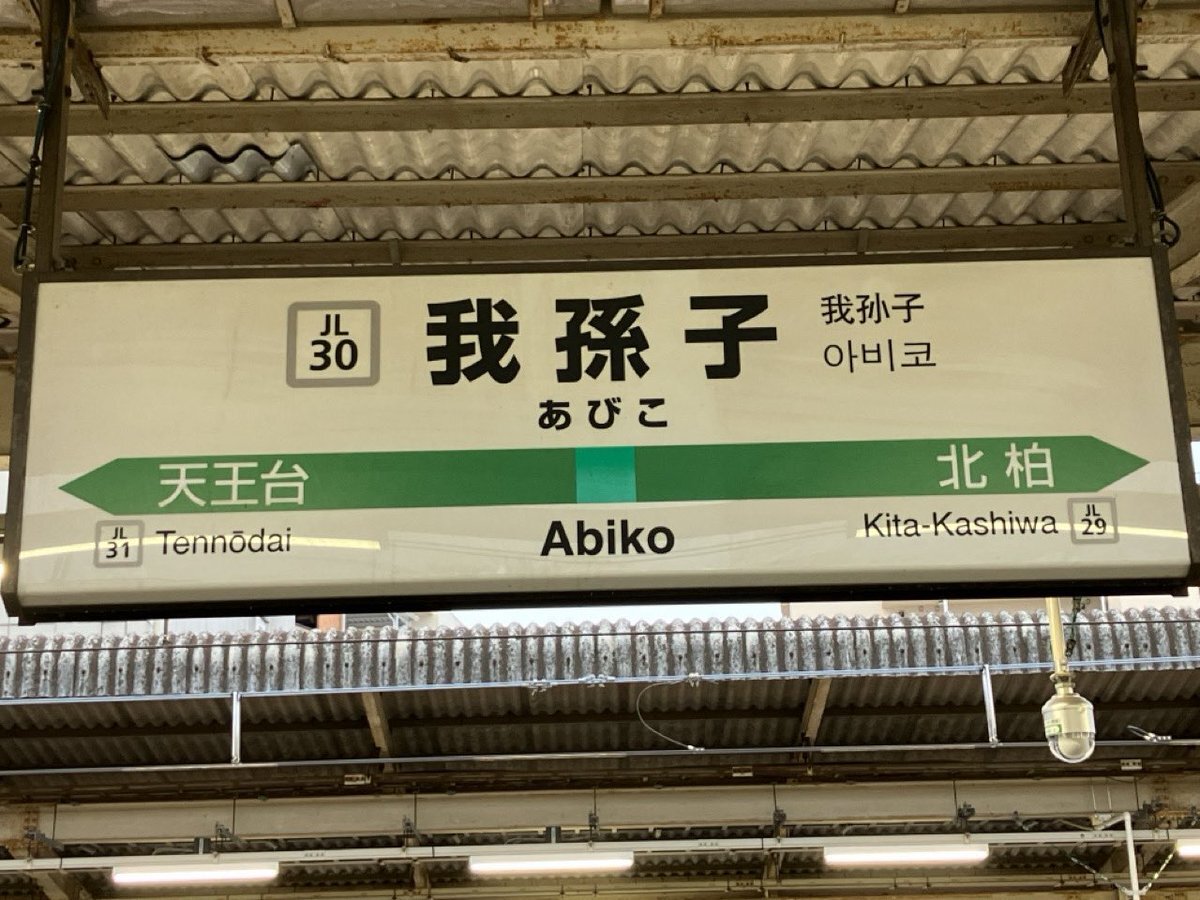 JL
30
我孫子
我孙子
아비코
あびこ
天王台
北柏
JL
31
Tennōdai
Abiko
Kita-Kashiwa
JL
29